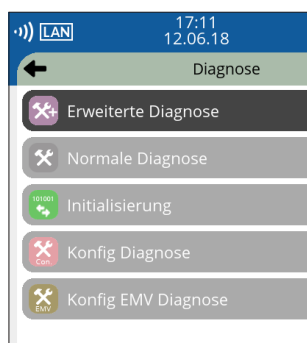 LAN
17:11
12.06.18
Diagnose
Erweiterte Diagnose
Normale Diagnose
101001
Initialisierung
Con.
Konfig Diagnose
EMV
Konfig EMV Diagnose